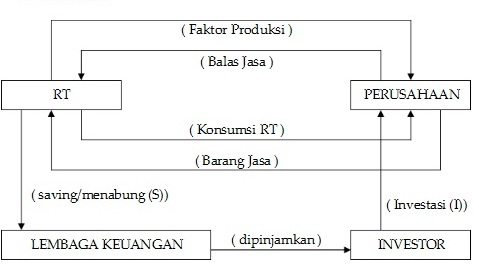 ( Faktor Produksi )
( Balas Jasa )
RT
PERUSAHAAN
( Konsumsi RT )
( Barang Jasa )
( saving/menabung (S))
( Investasi (I))
LEMBAGA KEUANGAN
( dipinjamkan )
INVESTOR